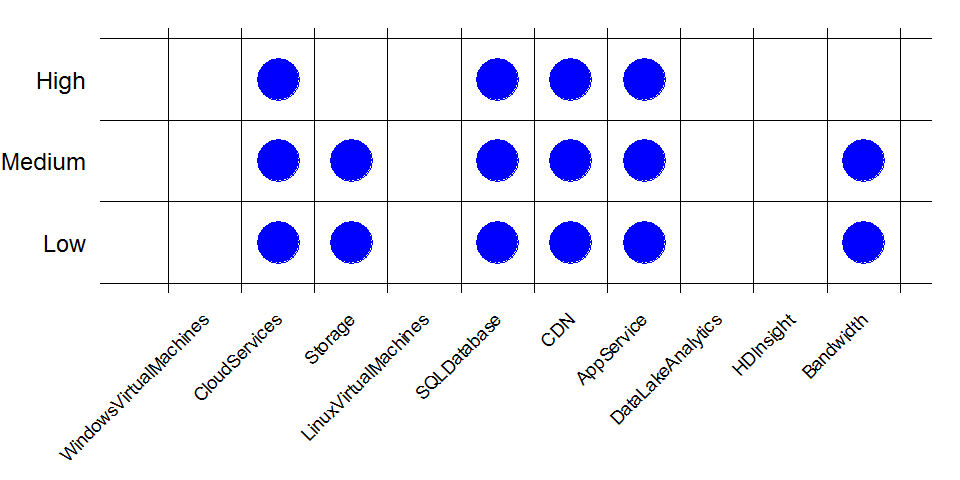 High
Medium
Low
WindowsVirtualMachines
CloudServices
Storage
LinuxVirtualMachines
SQLDatabase
CDN
AppService
DataLakeAnalytics
HDInsight
Bandwidth